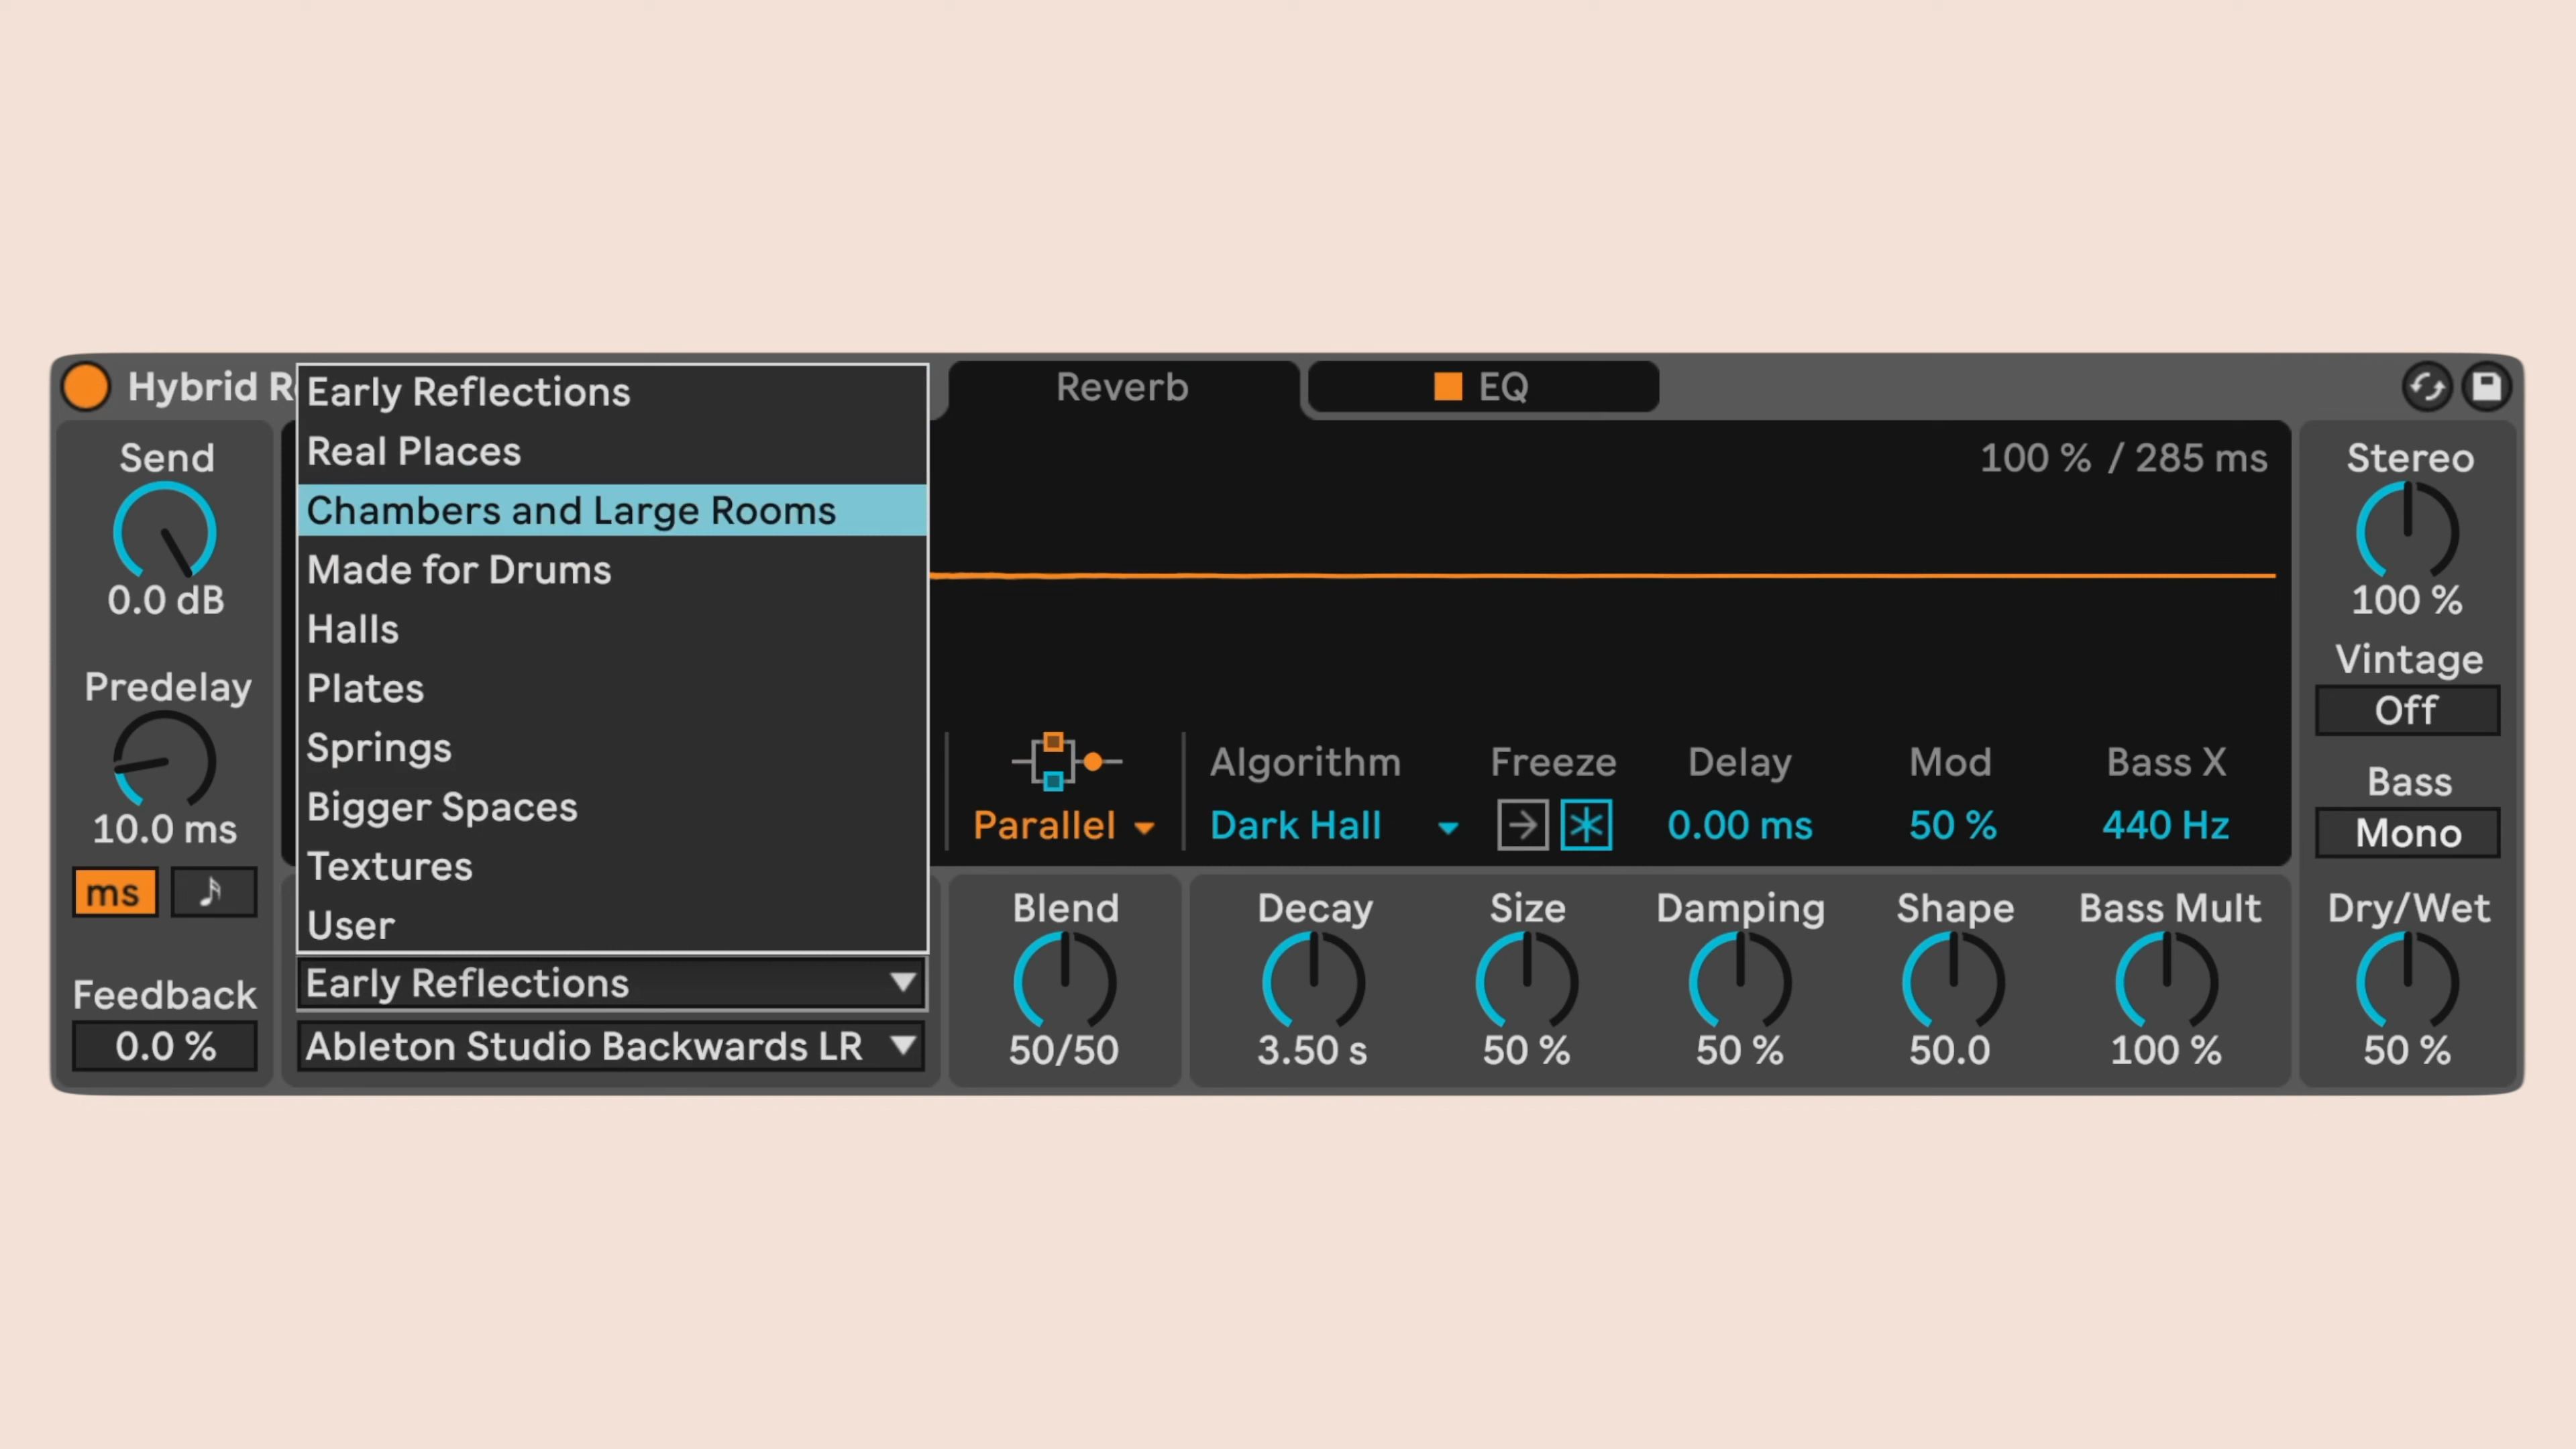 Hybrid R
Early Reflections
Real Places
Chambers and Large Rooms
Made for Drums
Halls
Plates
Springs
Bigger Spaces
Textures
User
Early Reflections
Ableton Studio Backwards LR
Send
0.0 dB
Predelay
10.0 ms
ms
Feedback
0.0 %
Reverb
EQ
100 % / 285 ms
Parallel
Algorithm
Dark Hall
Freeze
Delay
0.00 ms
Mod
50 %
Bass X
440 Hz
Blend
50/50
Decay
3.50 s
Size
50 %
Damping
50 %
Shape
50.0
Bass Mult
100 %
Stereo
100 %
Vintage
Off
Bass
Mono
Dry/Wet
50 %